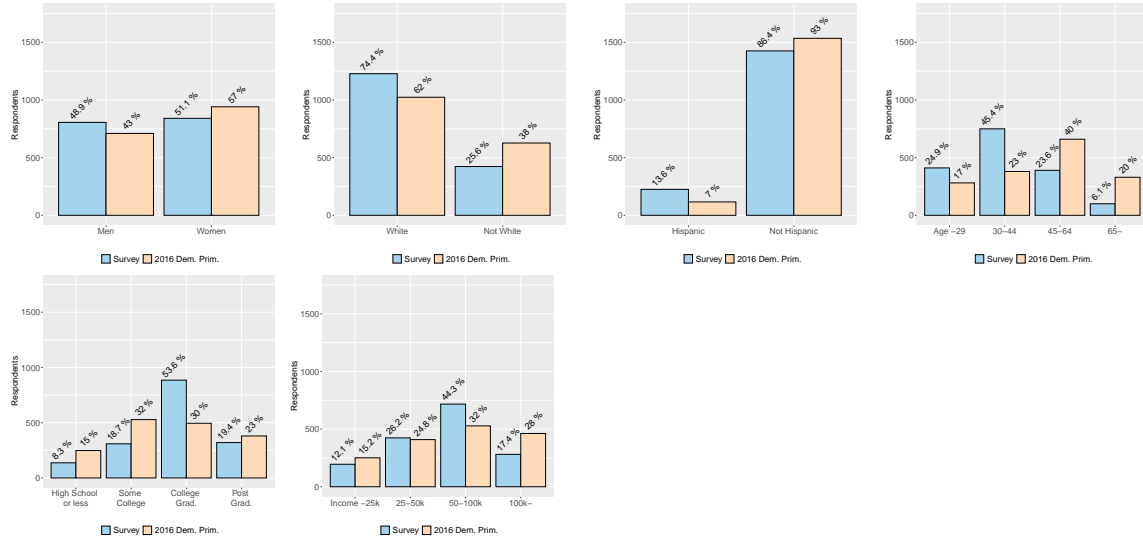 Respondents
1500
1000
500
0
48.9 %
43 %
51.1 %
57 %
Men
Women
Survey
2016 Dem. Prim.
Respondents
1500
1000
500
0
74.4 %
62 %
25.6 %
38 %
White
Not White
Survey
2016 Dem. Prim.
Respondents
1500
1000
500
0
13.6 %
7 %
86.4 %
93 %
Hispanic
Not Hispanic
Survey
2016 Dem. Prim.
Respondents
1500
1000
500
0
24.9 %
17 %
45.4 %
23 %
23.6 %
40 %
6.1 %
20 %
Age −29
30−44
45−64
65−
Survey
2016 Dem. Prim.
Respondents
1500
1000
500
0
8.3 %
15 %
18.7 %
32 %
53.6 %
30 %
19.4 %
23 %
High School
or less
Some
College
College
Grad.
Post
Grad.
Survey
2016 Dem. Prim.
Respondents
1500
1000
500
0
12.1 %
15.2 %
26.2 %
24.8 %
44.3 %
32 %
17.4 %
28 %
Income −25k
25−50k
50−100k
100k−
Survey
2016 Dem. Prim.